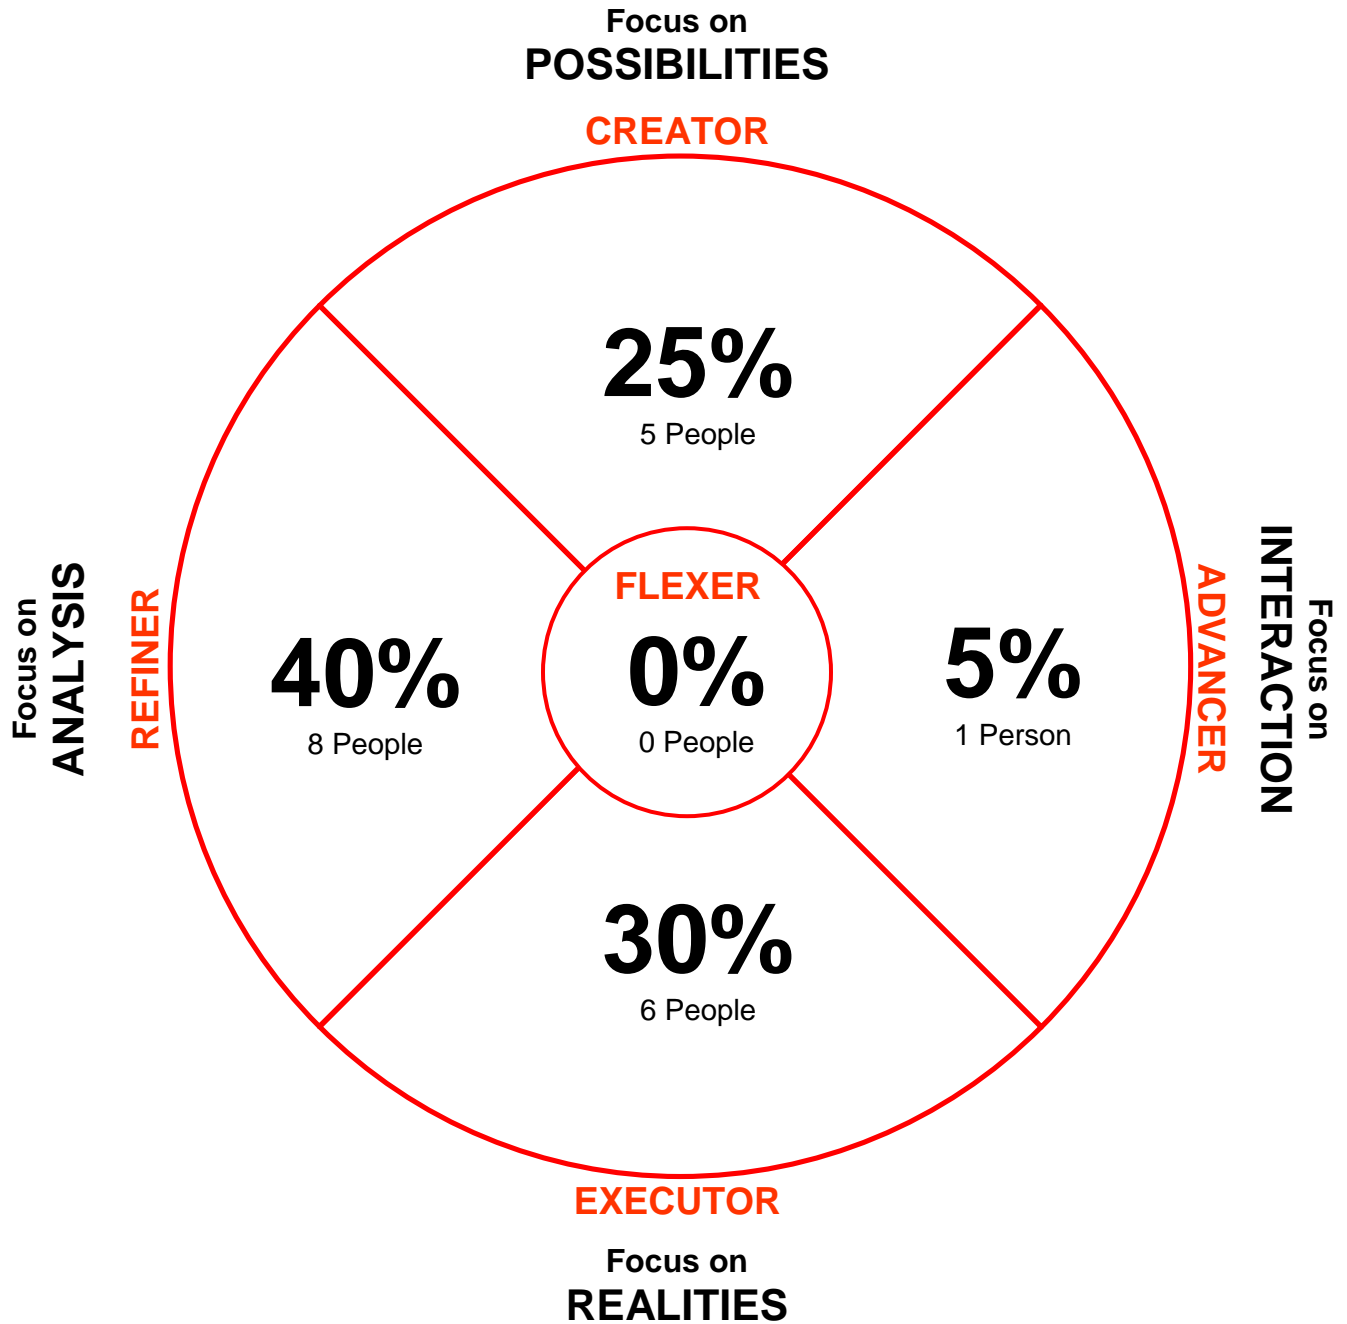 Focus on
POSSIBILITIES
CREATOR
25%
5 People
Focus on
ANALYSIS
REFINER
40%
8 People
FLEXER
0%
0 People
5%
1 Person
ADVANCER
Focus on
INTERACTION
30%
6 People
EXECUTOR
Focus on
REALITIES